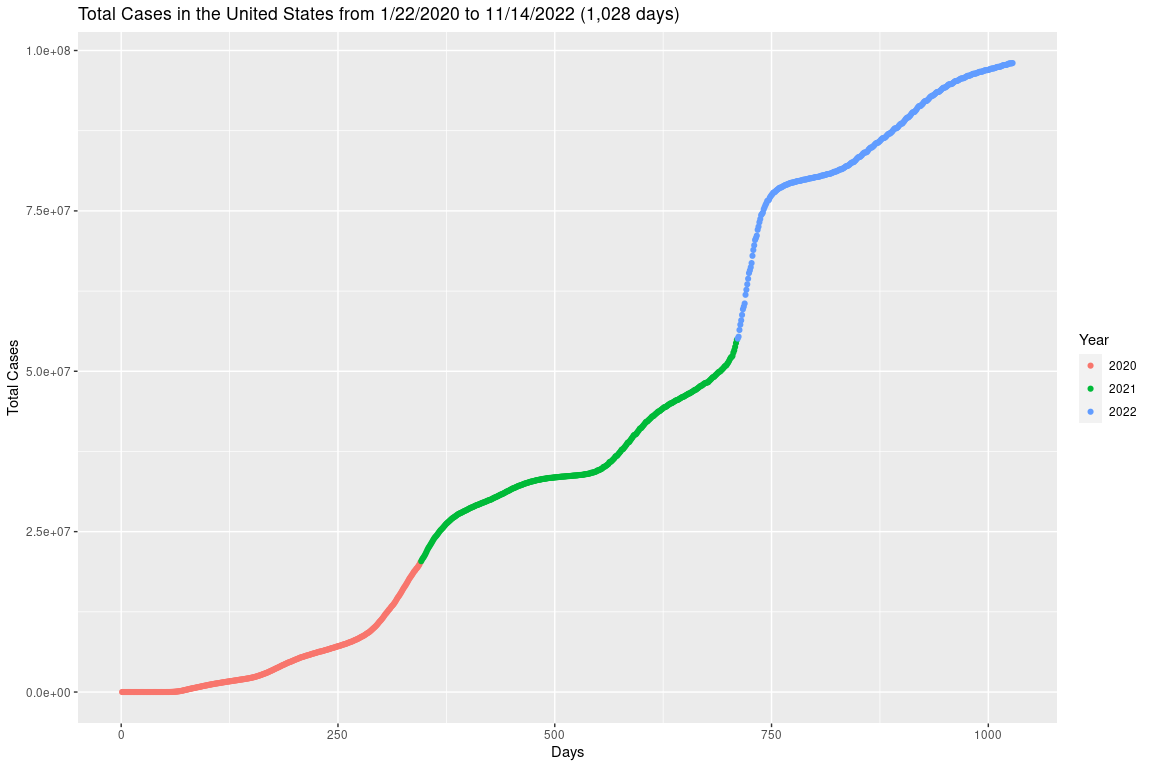 Total Cases in the United States from 1/22/2020 to 11/14/2022 (1,028 days)
1.0e+08
7.5e+07
5.0e+07
2.5e+07
0.0e+00
Total Cases
0 250 500 750 1000
Days
Year
2020
2021
2022